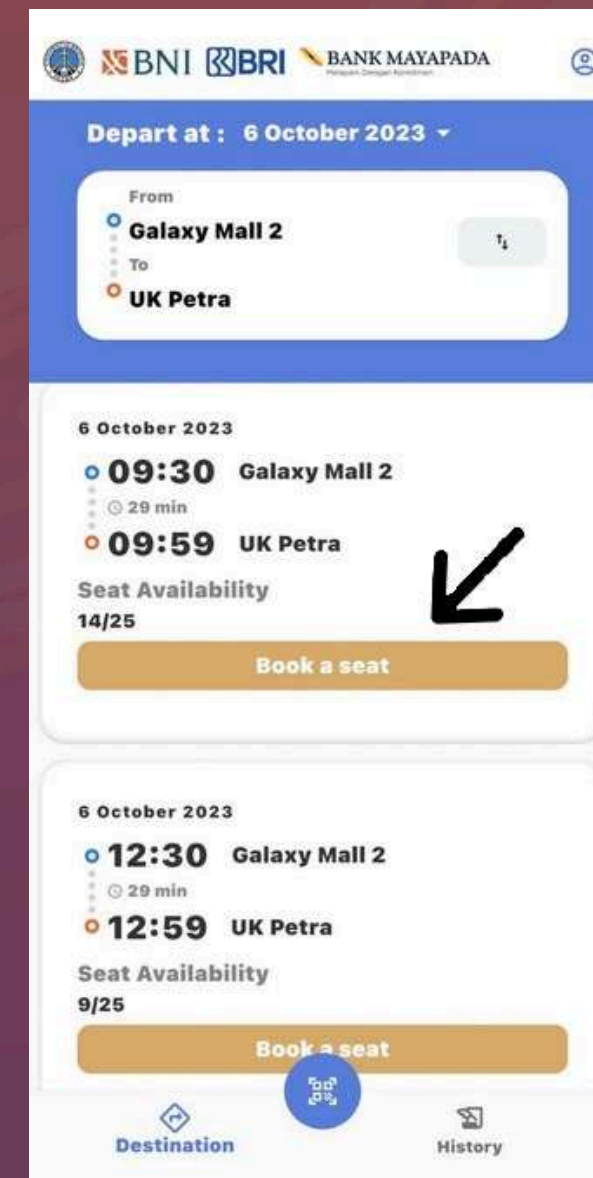 BNI BRI BANK MAYAPADA
Depart at : 6 October 2023
From
Galaxy Mall 2
To
UK Petra
6 October 2023
09:30 Galaxy Mall 2
29 min
09:59 UK Petra
Seat Availability
14/25
Book a seat
6 October 2023
12:30 Galaxy Mall 2
29 min
12:59 UK Petra
Seat Availability
9/25
Book a seat
Destination
History